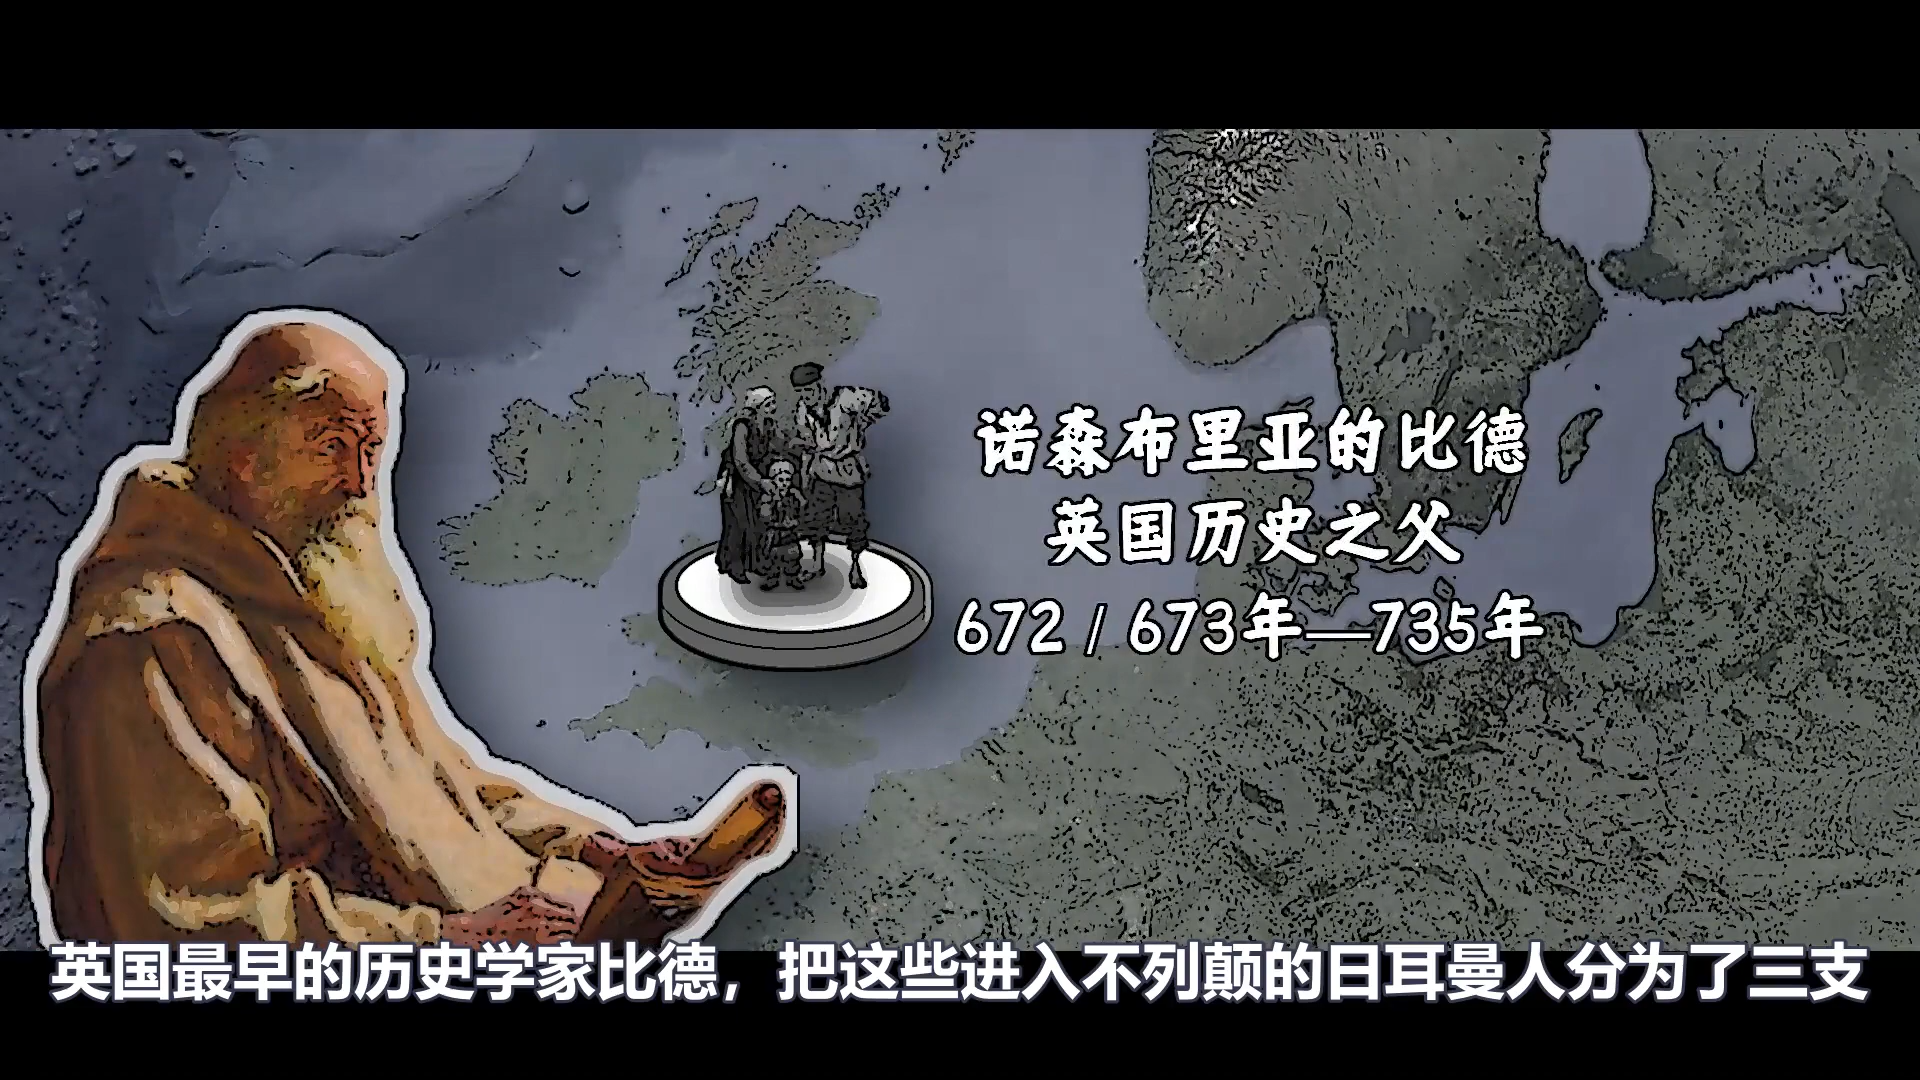 诺森布里亚的比德
英国历史之父
672 / 673年—735年
英国最早的历史学家比德，把这些进入不列颠的日耳曼人分为了三支